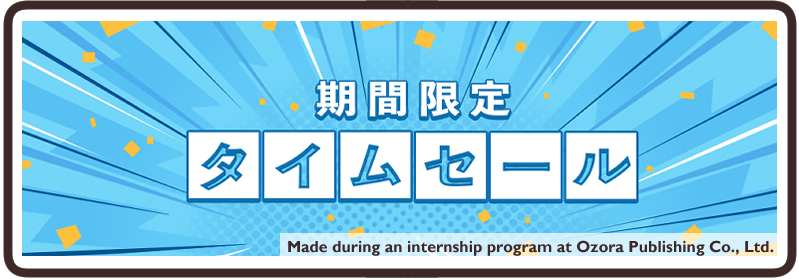 期間限定
タイムセール
Made during an internship program at Ozora Publishing Co., Ltd.